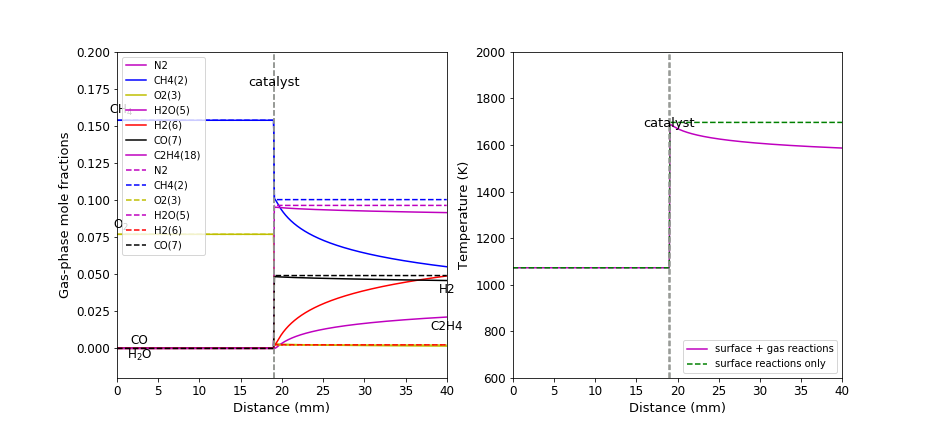 0.200
0.175
0.150
0.125
0.100
0.075
0.050
0.025
0.000
Gas-phase mole fractions
N2
CH4(2)
O2(3)
H2O(5)
H2(6)
CO(7)
C2H4(18)
N2
CH4(2)
O2(3)
H2O(5)
H2(6)
CO(7)
catalyst
CH₄
CO
H₂O
H2
C2H4
0 5 10 15 20 25 30 35 40
Distance (mm)
2000
1800
1600
1400
1200
1000
800
600
Temperature (K)
catalyst
surface + gas reactions
surface reactions only
0 5 10 15 20 25 30 35 40
Distance (mm)